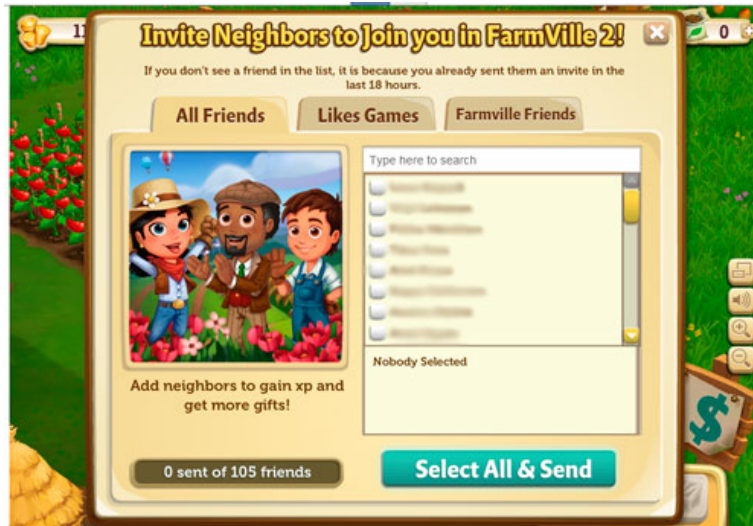 Invite Neighbors to Join you in FarmVille 2!
If you don't see a friend in the list, it is because you already sent them an invite in the
last 18 hours.
All Friends
Likes Games
Farmville Friends
Type here to search
Nobody Selected
Add neighbors to gain xp and
get more gifts!
0 sent of 105 friends
Select All & Send
0
$